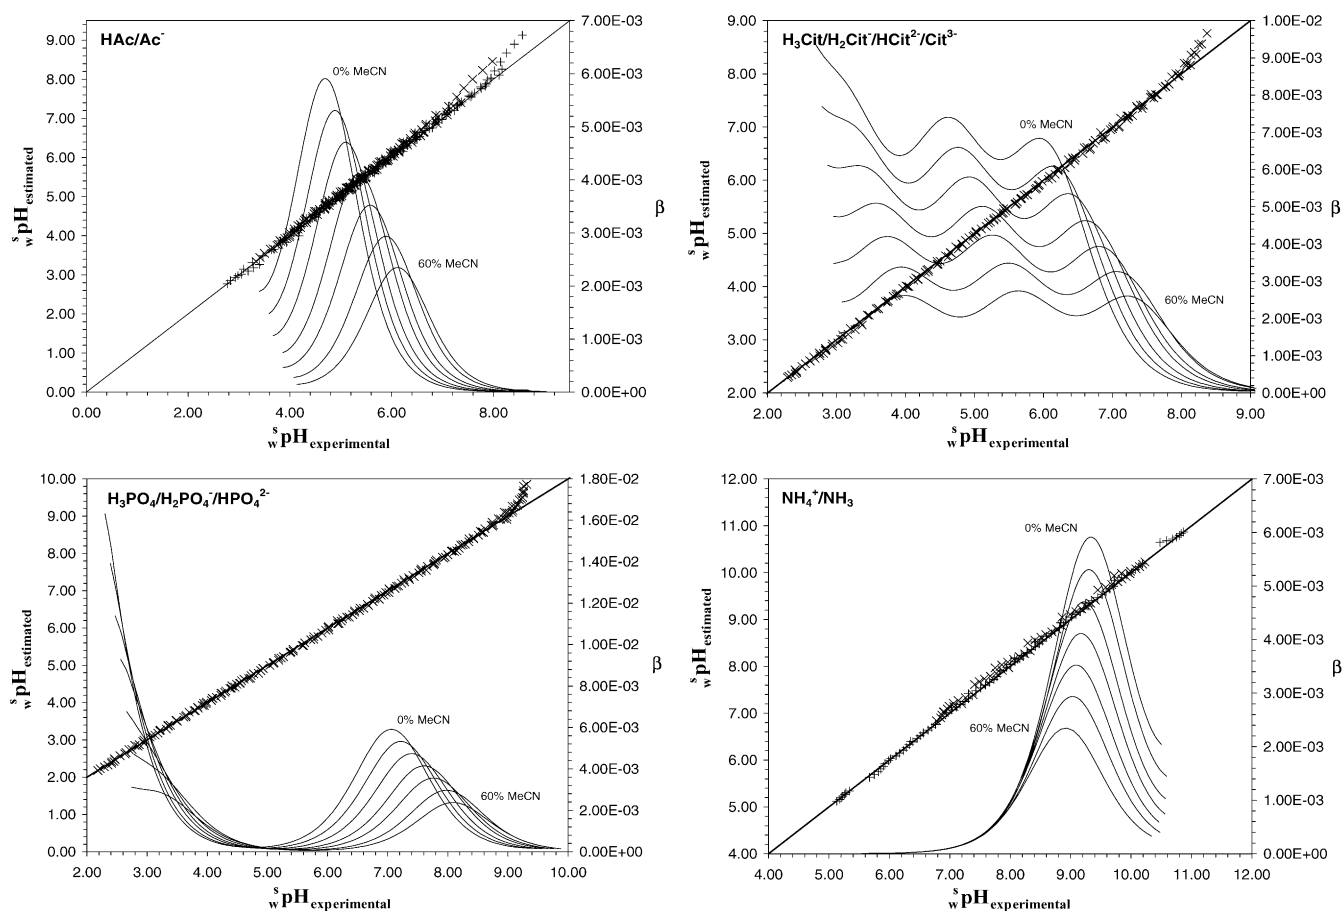 HAc/Ac⁻
0% MeCN
60% MeCN
9.00
8.00
7.00
6.00
5.00
4.00
3.00
2.00
1.00
0.00
ˢ𝓌pH estimated
0.00 2.00 4.00 6.00 8.00
ˢ𝓌pH experimental
7.00E-03
6.00E-03
5.00E-03
4.00E-03
3.00E-03
2.00E-03
1.00E-03
0.00E+00
β
H₃Cit/H₂Cit⁻/HCit²⁻/Cit³⁻
0% MeCN
60% MeCN
9.00
8.00
7.00
6.00
5.00
4.00
3.00
2.00
ˢ𝓌pH estimated
2.00 3.00 4.00 5.00 6.00 7.00 8.00 9.00
ˢ𝓌pH experimental
1.00E-02
9.00E-03
8.00E-03
7.00E-03
6.00E-03
5.00E-03
4.00E-03
3.00E-03
2.00E-03
1.00E-03
0.00E+00
β
H₃PO₄/H₂PO₄⁻/HPO₄²⁻
0% MeCN
60% MeCN
10.00
9.00
8.00
7.00
6.00
5.00
4.00
3.00
2.00
1.00
0.00
ˢ𝓌pH estimated
2.00 3.00 4.00 5.00 6.00 7.00 8.00 9.00 10.00
ˢ𝓌pH experimental
1.80E-02
1.60E-02
1.40E-02
1.20E-02
1.00E-02
8.00E-03
6.00E-03
4.00E-03
2.00E-03
0.00E+00
β
NH₄⁺/NH₃
0% MeCN
60% MeCN
12.00
11.00
10.00
9.00
8.00
7.00
6.00
5.00
4.00
ˢ𝓌pH estimated
4.00 5.00 6.00 7.00 8.00 9.00 10.00 11.00 12.00
ˢ𝓌pH experimental
7.00E-03
6.00E-03
5.00E-03
4.00E-03
3.00E-03
2.00E-03
1.00E-03
0.00E+00
β